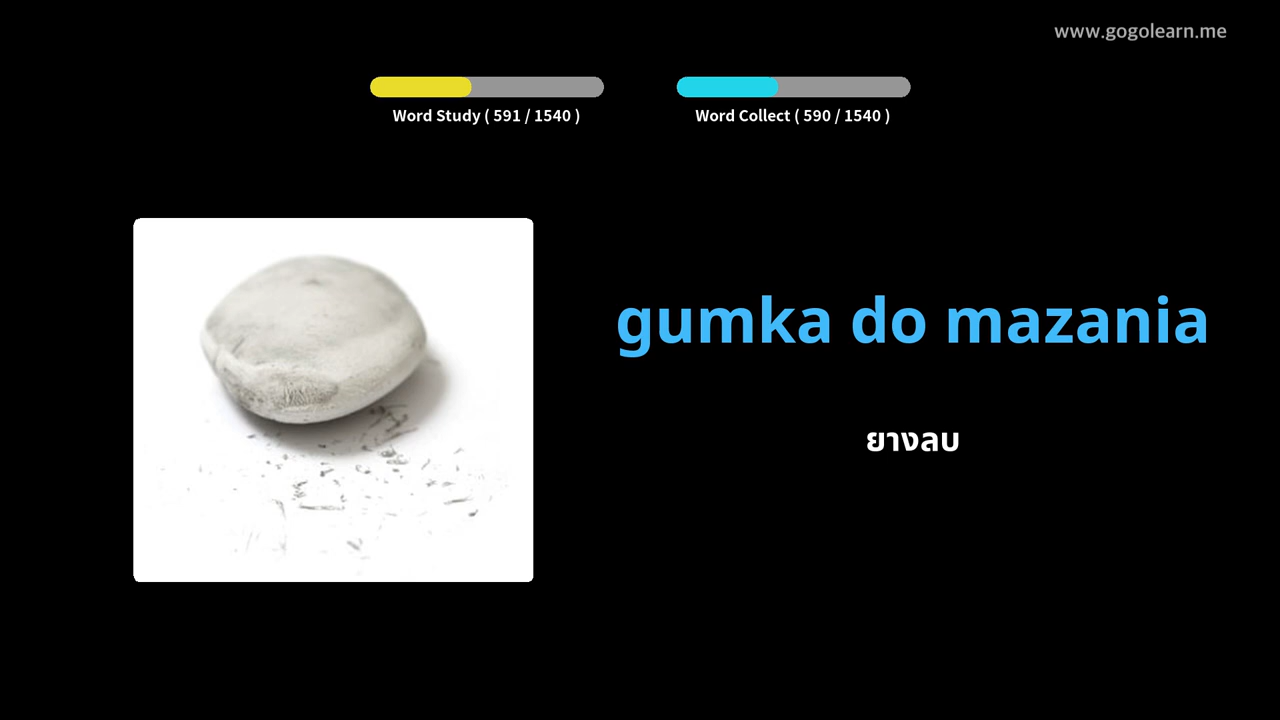 www.gogolearn.me
Word Study ( 591 / 1540 )
Word Collect ( 590 / 1540 )
gumka do mazania
ยางลบ